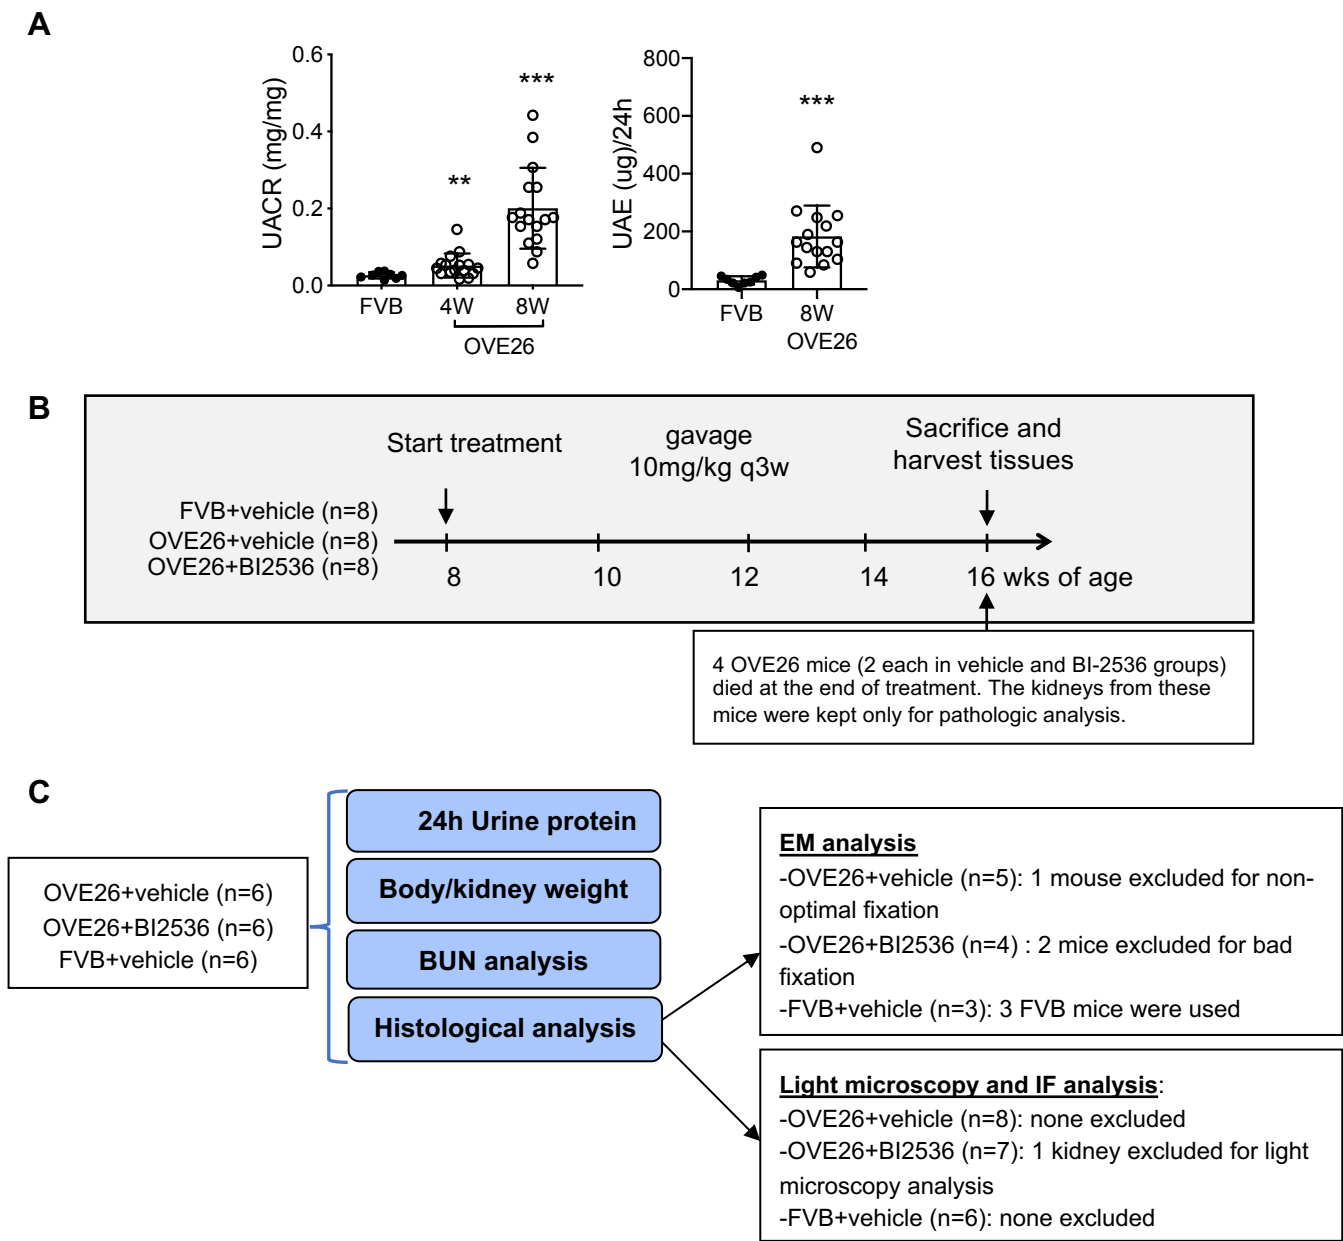 A
UACR (mg/mg)
0.6
0.4
0.2
0.0
**
***
FVB
4W
8W
OVE26
UAE (ug)/24h
800
600
400
200
0
***
FVB
8W
OVE26
B
Start treatment
gavage
10mg/kg q3w
Sacrifice and
harvest tissues
FVB+vehicle (n=8)
OVE26+vehicle (n=8)
OVE26+BI2536 (n=8)
8
10
12
14
16 wks of age
4 OVE26 mice (2 each in vehicle and BI-2536 groups)
died at the end of treatment. The kidneys from these
mice were kept only for pathologic analysis.
C
OVE26+vehicle (n=6)
OVE26+BI2536 (n=6)
FVB+vehicle (n=6)
24h Urine protein
Body/kidney weight
BUN analysis
Histological analysis
EM analysis
-OVE26+vehicle (n=5): 1 mouse excluded for non-
optimal fixation
-OVE26+BI2536 (n=4) : 2 mice excluded for bad
fixation
-FVB+vehicle (n=3): 3 FVB mice were used
Light microscopy and IF analysis:
-OVE26+vehicle (n=8): none excluded
-OVE26+BI2536 (n=7): 1 kidney excluded for light
microscopy analysis
-FVB+vehicle (n=6): none excluded